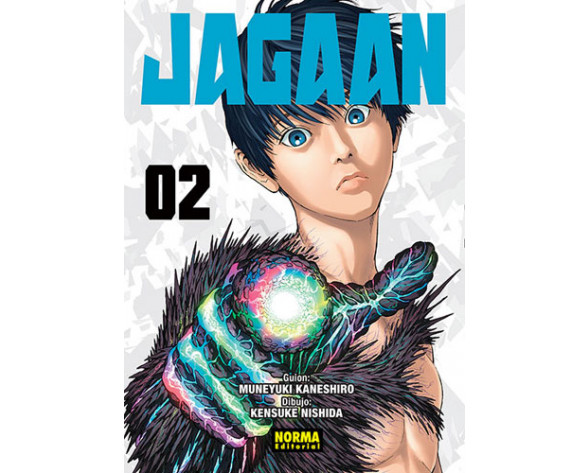 JAGAAN
02
Guion:
MUNEYUKI KANESHIRO
Dibujo:
KENSUKE NISHIDA
NORMA
Editorial